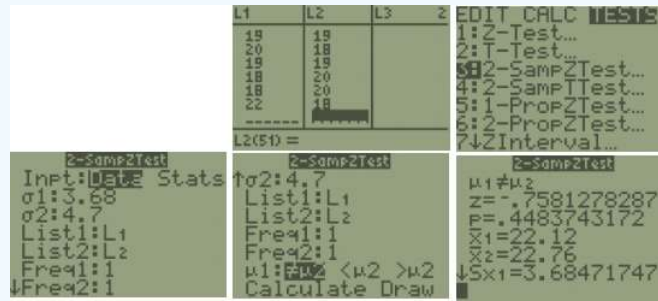 L1 L2 L3 2
19 19
20 18
19 19
18 20
18 20
22 18
------
L2(51) =
EDIT CALC TESTS
1:Z-Test…
2:T-Test…
3:2-SampZTest…
4:2-SampTTest…
5:1-PropZTest…
6:2-PropZTest…
7↓ZInterval…
2-SampZTest
Inpt:Data Stats
σ1:3.68
σ2:4.7
List1:L1
List2:L2
Freq1:1
↓Freq2:1
2-SampZTest
↑σ2:4.7
List1:L1
List2:L2
Freq1:1
Freq2:1
μ1:≠μ2 <μ2 >μ2
Calculate Draw
2-SampZTest
μ1≠μ2
z=-.7581278287
p=.4483743172
x̄1=22.12
x̄2=22.76
↓Sx1=3.68471747